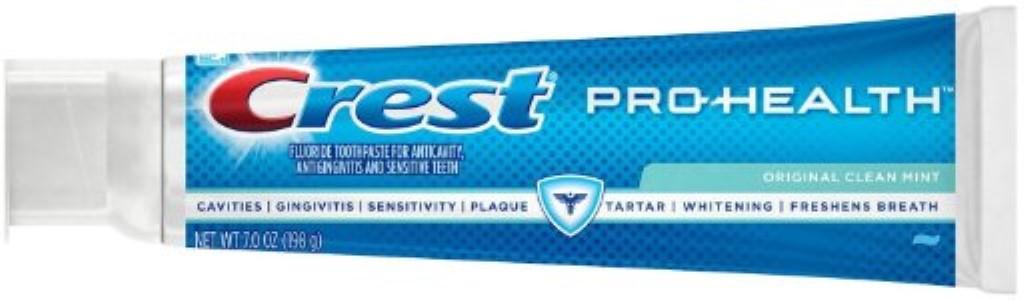 Crest
PRO-HEALTH™
FLUORIDE TOOTHPASTE FOR ANTICAVITY,
ANTIGINGIVITIS AND SENSITIVE TEETH
ORIGINAL CLEAN MINT
CAVITIES | GINGIVITIS | SENSITIVITY | PLAQUE TARTAR | WHITENING | FRESHENS BREATH
NET WT 7.0 OZ (198 g)